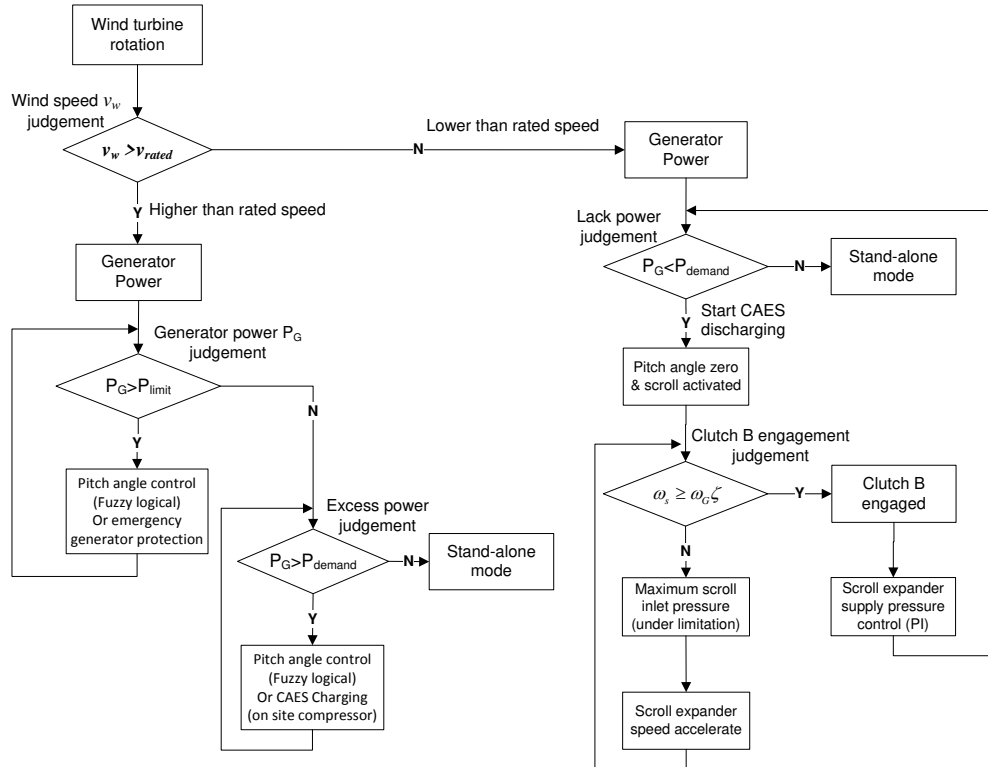 Wind turbine
rotation
Wind speed v_w
judgement
v_w >v_rated
Y
Higher than rated speed
Generator
Power
Generator power P_G
judgement
P_G>P_limit
Y
Pitch angle control
(Fuzzy logical)
Or emergency
generator protection
N
Excess power
judgement
P_G>P_demand
N
Stand-alone
mode
Y
Pitch angle control
(Fuzzy logical)
Or CAES Charging
(on site compressor)
Lower than rated speed
N
Generator
Power
Lack power
judgement
P_G<P_demand
N
Stand-alone
mode
Y
Start CAES
discharging
Pitch angle zero
& scroll activated
Clutch B engagement
judgement
ω_s ≥ ω_G ζ
Y
Clutch B
engaged
Scroll expander
supply pressure
control (PI)
N
Maximum scroll
inlet pressure
(under limitation)
Scroll expander
speed accelerate